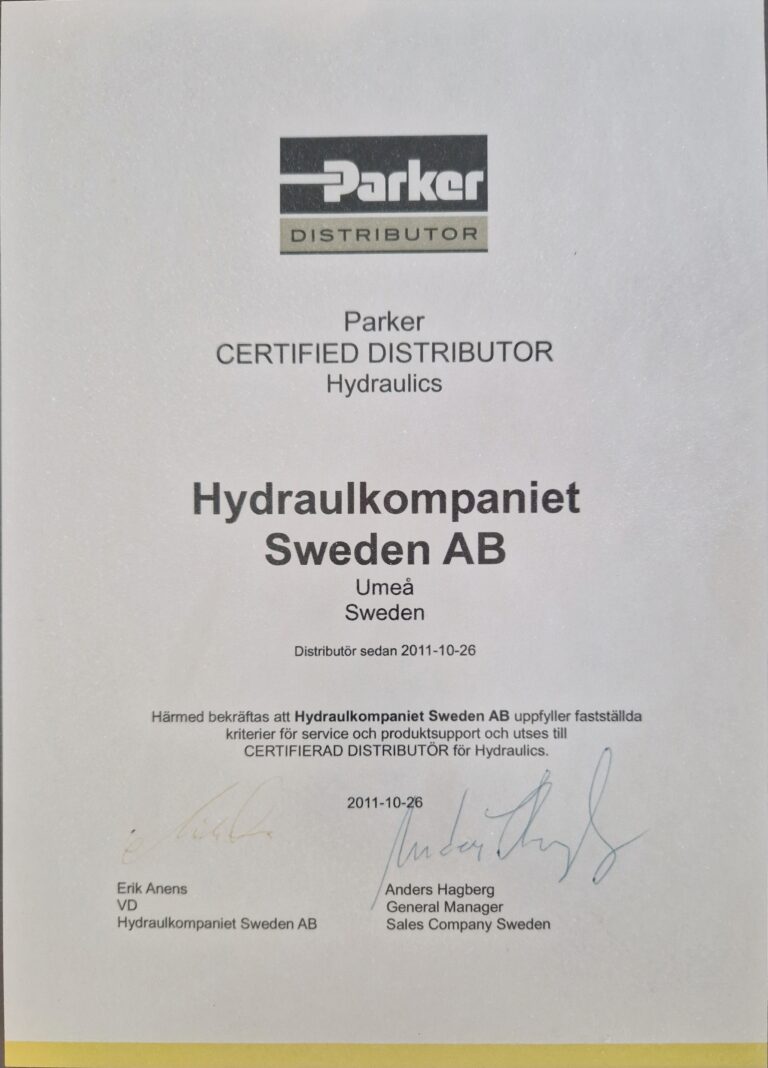 Parker
DISTRIBUTOR
Parker
CERTIFIED DISTRIBUTOR
Hydraulics
Hydraulkompaniet
Sweden AB
Umeå
Sweden
Distributör sedan 2011-10-26
Härmed bekräftas att Hydraulkompaniet Sweden AB uppfyller fastställda
kriterier för service och produktsupport och utses till
CERTIFIERAD DISTRIBUTÖR för Hydraulics.
2011-10-26
Erik Anens
VD
Hydraulkompaniet Sweden AB
Anders Hagberg
General Manager
Sales Company Sweden